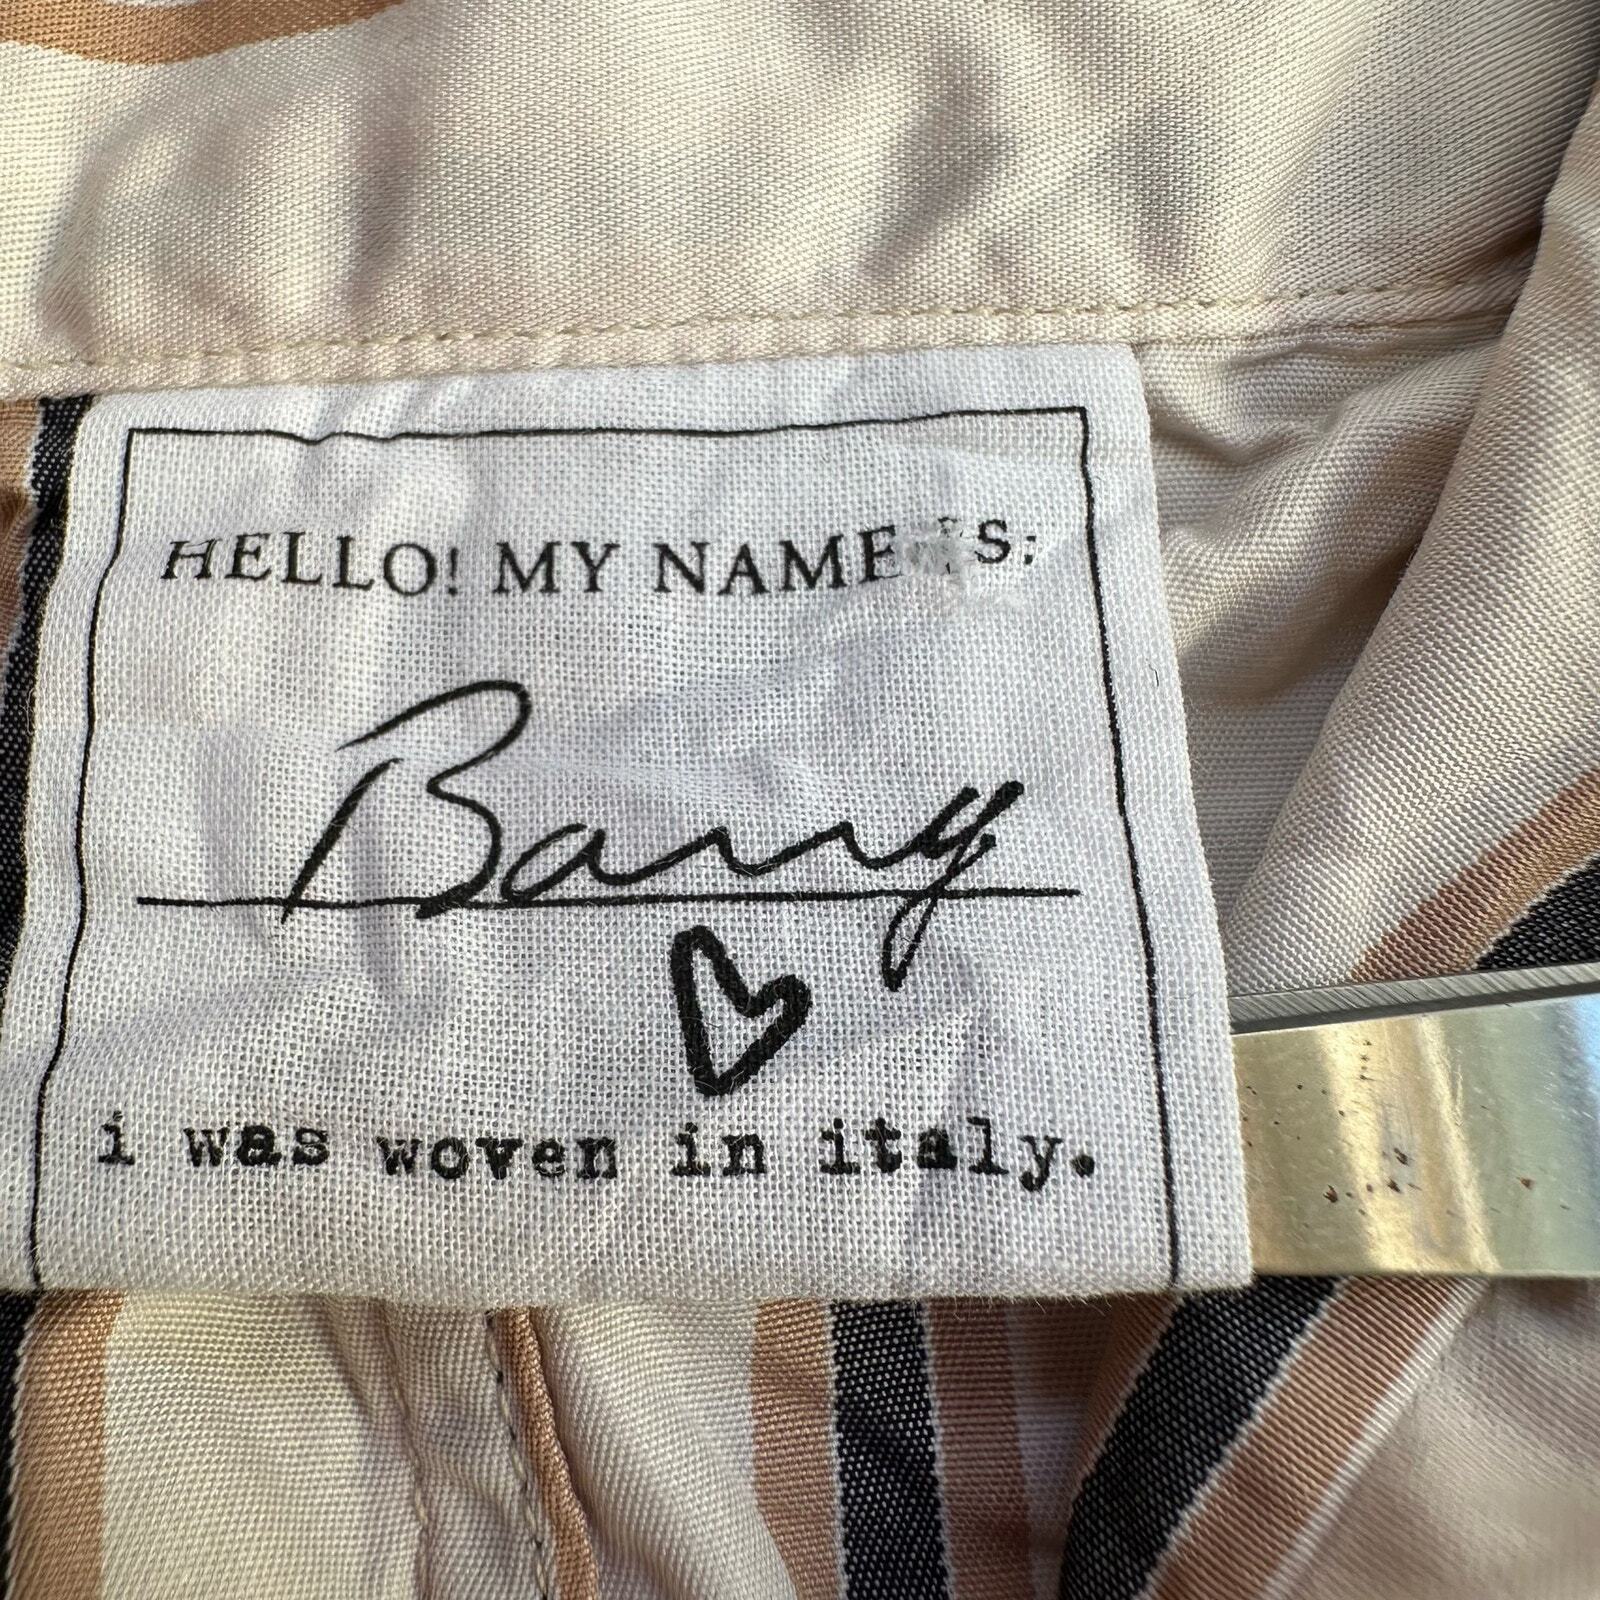 HELLO! MY NAME IS;
Barry
i was woven in italy.